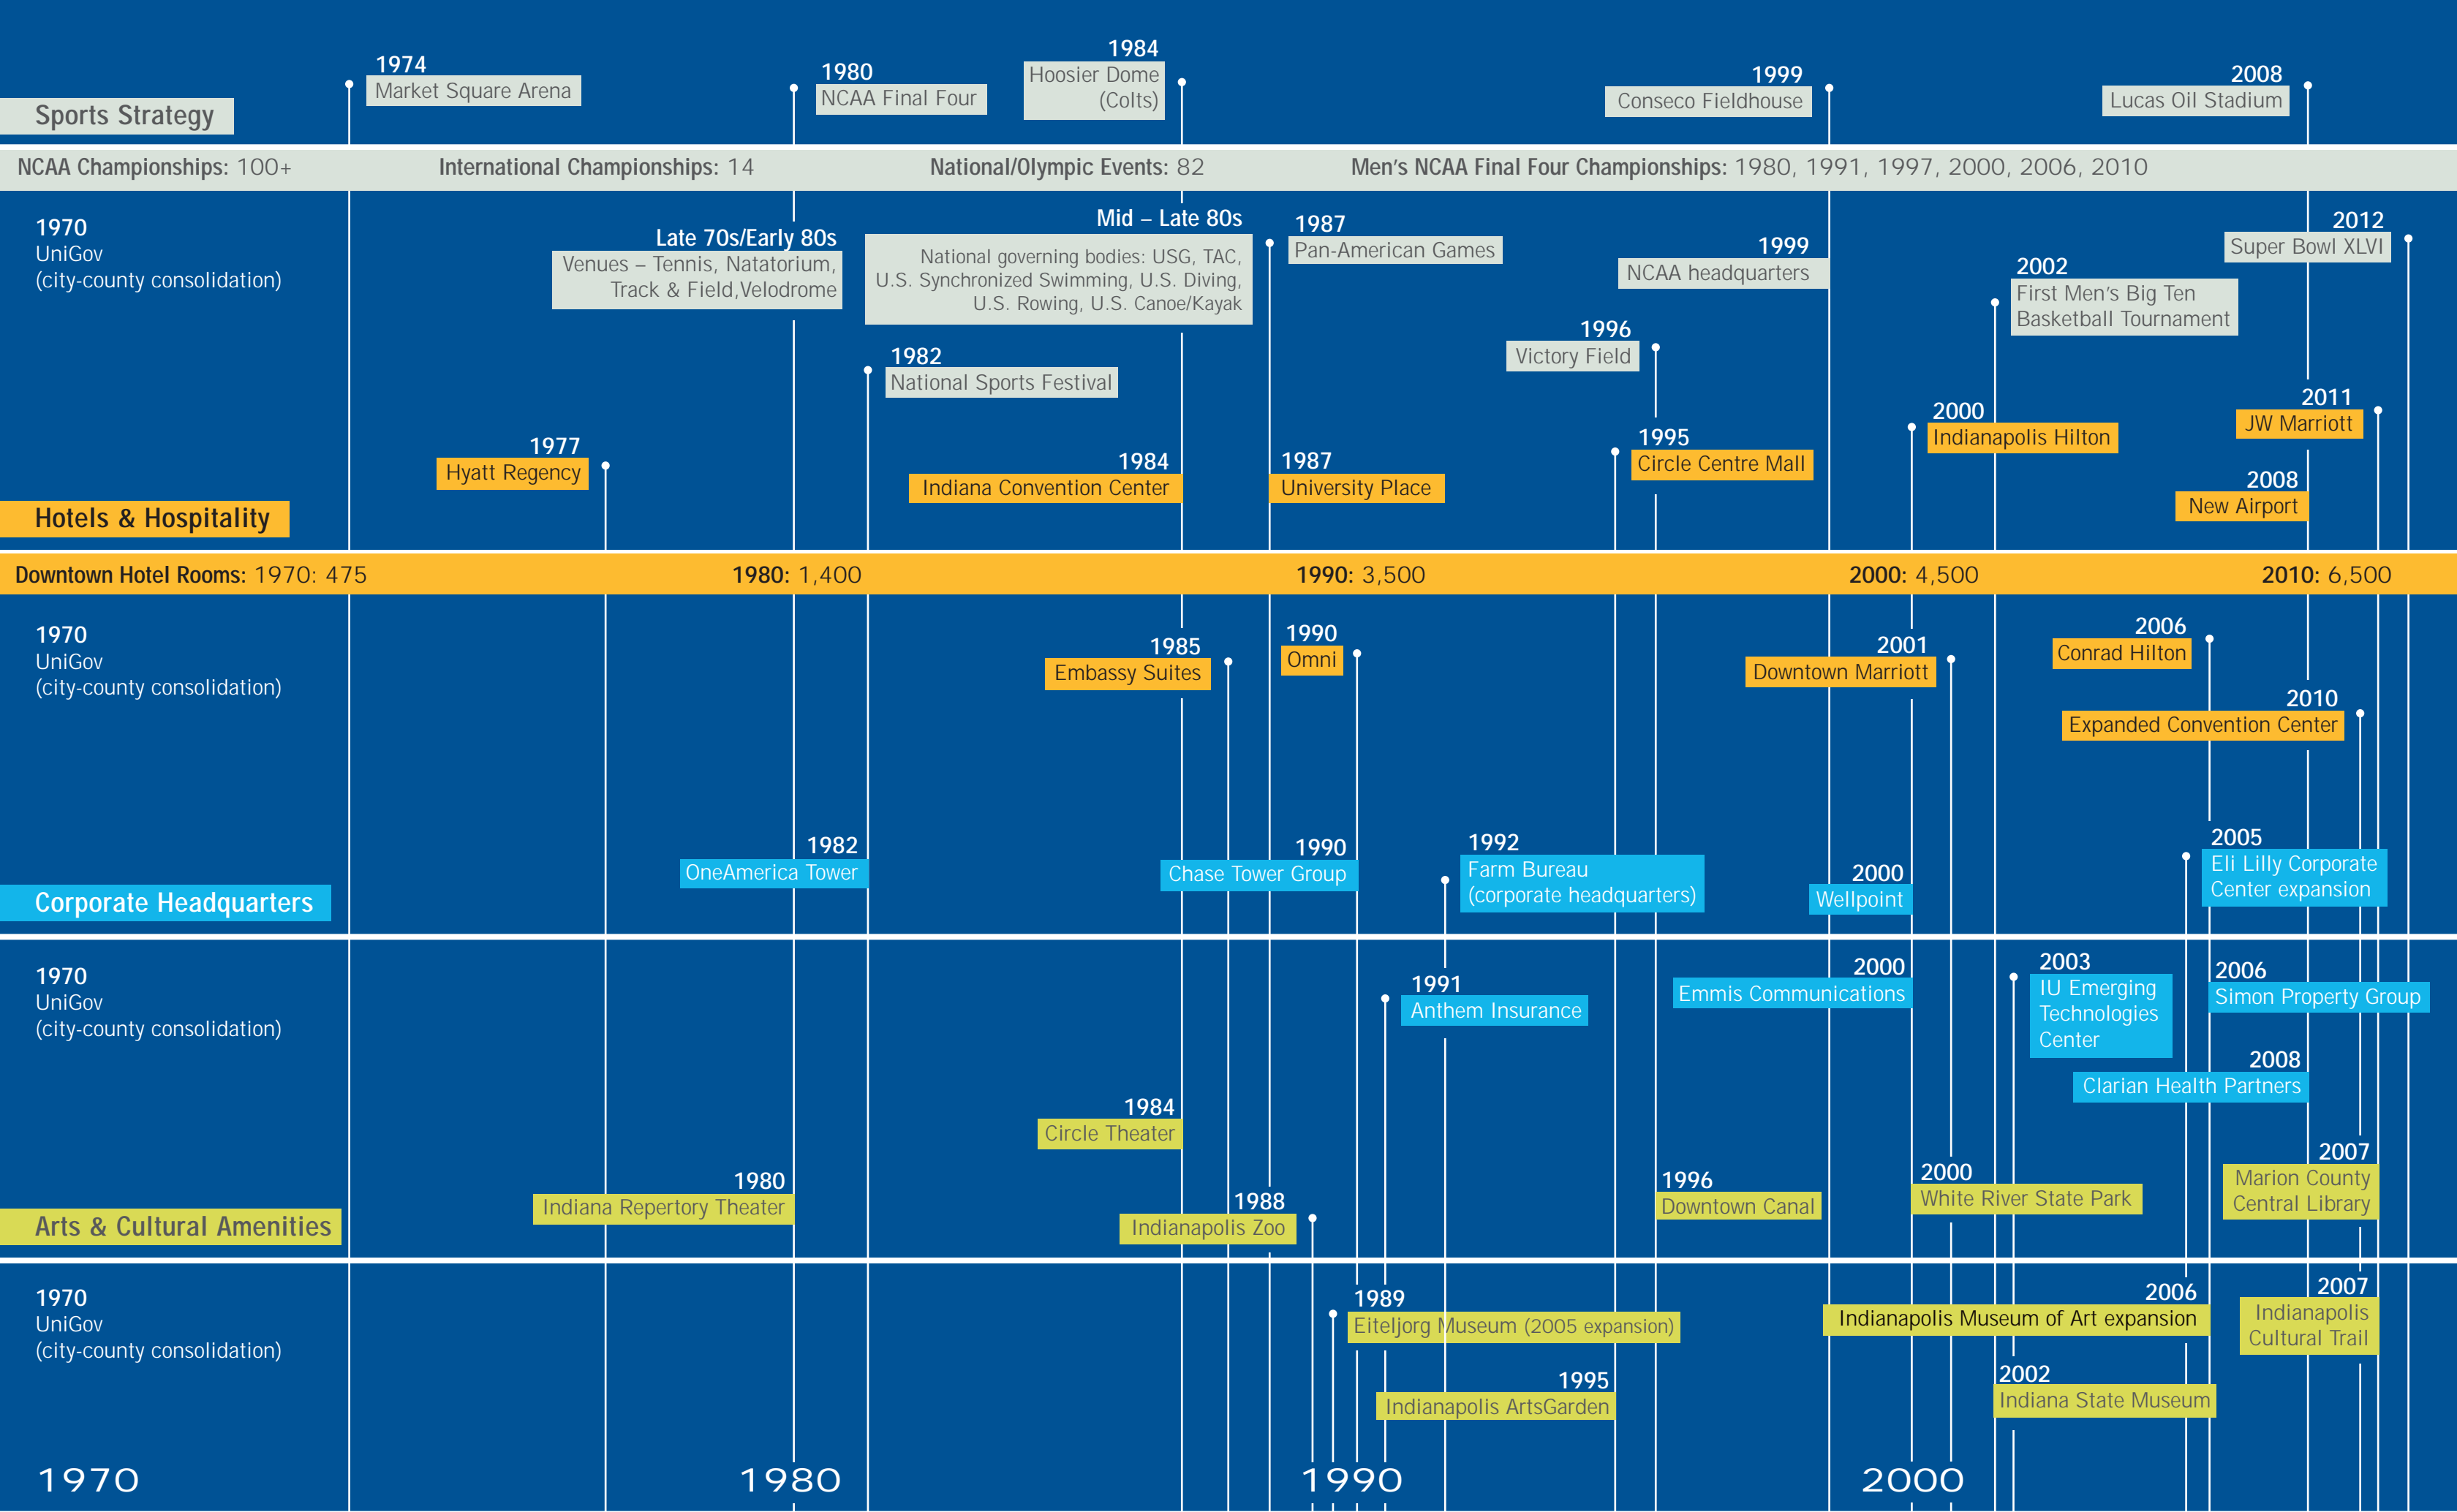 1974
Market Square Arena
1980
NCAA Final Four
1984
Hoosier Dome
(Colts)
1999
Conseco Fieldhouse
2008
Lucas Oil Stadium
Sports Strategy
NCAA Championships: 100+ International Championships: 14 National/Olympic Events: 82 Men's NCAA Final Four Championships: 1980, 1991, 1997, 2000, 2006, 2010
1970
UniGov
(city-county consolidation)
Late 70s/Early 80s
Venues – Tennis, Natatorium,
Track & Field,Velodrome
Mid – Late 80s
National governing bodies: USG, TAC,
U.S. Synchronized Swimming, U.S. Diving,
U.S. Rowing, U.S. Canoe/Kayak
1987
Pan-American Games
1999
NCAA headquarters
2002
First Men's Big Ten
Basketball Tournament
2012
Super Bowl XLVI
1982
National Sports Festival
1996
Victory Field
1977
Hyatt Regency
1984
Indiana Convention Center
1987
University Place
1995
Circle Centre Mall
2000
Indianapolis Hilton
2011
JW Marriott
2008
New Airport
Hotels & Hospitality
Downtown Hotel Rooms: 1970: 475 1980: 1,400 1990: 3,500 2000: 4,500 2010: 6,500
1970
UniGov
(city-county consolidation)
1985
Embassy Suites
1990
Omni
2001
Downtown Marriott
2006
Conrad Hilton
2010
Expanded Convention Center
1982
OneAmerica Tower
1990
Chase Tower Group
1992
Farm Bureau
(corporate headquarters)
2000
Wellpoint
2005
Eli Lilly Corporate
Center expansion
Corporate Headquarters
1970
UniGov
(city-county consolidation)
1991
Anthem Insurance
2000
Emmis Communications
2003
IU Emerging
Technologies
Center
2006
Simon Property Group
2008
Clarian Health Partners
1984
Circle Theater
1980
Indiana Repertory Theater
1988
Indianapolis Zoo
1996
Downtown Canal
2000
White River State Park
2007
Marion County
Central Library
Arts & Cultural Amenities
1970
UniGov
(city-county consolidation)
1989
Eiteljorg Museum (2005 expansion)
1995
Indianapolis ArtsGarden
2006
Indianapolis Museum of Art expansion
2002
Indiana State Museum
2007
Indianapolis
Cultural Trail
1970 1980 1990 2000